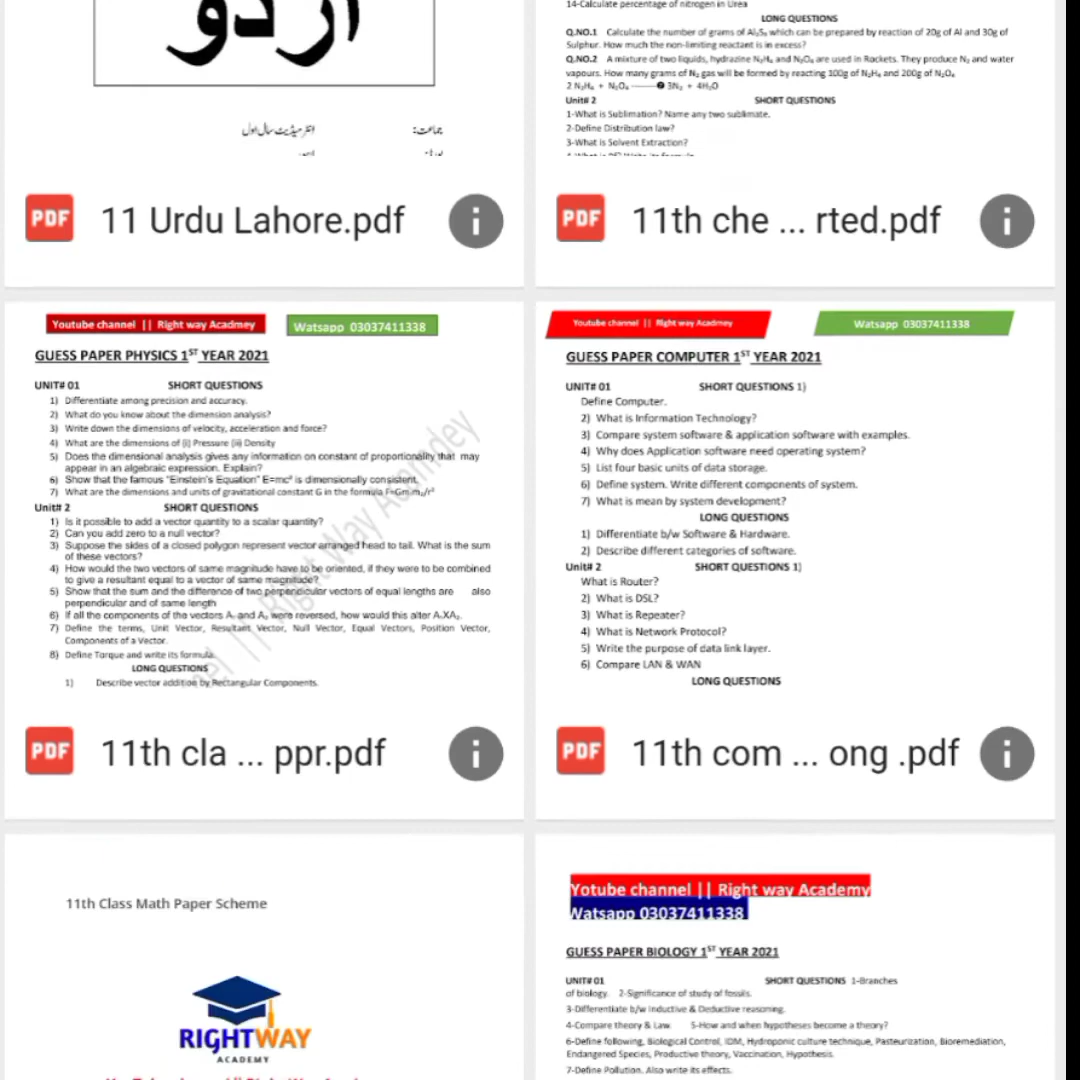 اردو
جماعت: انٹرمیڈیٹ سال اول
14-Calculate percentage of nitrogen in Urea
LONG QUESTIONS
Q.NO.1 Calculate the number of grams of Al₂S₃ which can be prepared by reaction of 20g of Al and 30g of
Sulphur. How much the non-limiting reactant is in excess?
Q.NO.2 A mixture of two liquids, hydrazine N₂H₄ and N₂O₄ are used in Rockets. They produce N₂ and water
vapours. How many grams of N₂ gas will be formed by reacting 100g of N₂H₄ and 200g of N₂O₄
2 N₂H₄ + N₂O₄ 3N₂ + 4H₂O
Unit# 2 SHORT QUESTIONS
1-What is Sublimation? Name any two sublimate.
2-Define Distribution law?
3-What is Solvent Extraction?
PDF 11 Urdu Lahore.pdf i
PDF 11th che ... rted.pdf i
Youtube channel || Right way Acadmey Watsapp 03037411338
GUESS PAPER PHYSICS 1ST YEAR 2021
UNIT# 01 SHORT QUESTIONS
1) Differentiate among precision and accuracy.
2) What do you know about the dimension analysis?
3) Write down the dimensions of velocity, acceleration and force?
4) What are the dimensions of (i) Pressure (ii) Density
5) Does the dimensional analysis gives any information on constant of proportionality that may
appear in an algebraic expression. Explain?
6) Show that the famous "Einstein's Equation" E=mc² is dimensionally consistent.
7) What are the dimensions and units of gravitational constant G in the formula F=Gm₁m₂/r²
Unit# 2 SHORT QUESTIONS
1) Is it possible to add a vector quantity to a scalar quantity?
2) Can you add zero to a null vector?
3) Suppose the sides of a closed polygon represent vector arranged head to tail. What is the sum
of these vectors?
4) How would the two vectors of same magnitude have to be oriented, if they were to be combined
to give a resultant equal to a vector of same magnitude?
5) Show that the sum and the difference of two perpendicular vectors of equal lengths are also
perpendicular and of same length
6) If all the components of the vectors A₁ and A₂ were reversed, how would this alter A₁XA₂.
7) Define the terms, Unit Vector, Resultant Vector, Null Vector, Equal Vectors, Position Vector,
Components of a Vector.
8) Define Torque and write its formula.
LONG QUESTIONS
1) Describe vector addition by Rectangular Components.
nel || Right Way Acamdey
Youtube channel || Right way Acadmey Watsapp 03037411338
GUESS PAPER COMPUTER 1ST YEAR 2021
UNIT# 01 SHORT QUESTIONS 1)
Define Computer.
2) What is Information Technology?
3) Compare system software & application software with examples.
4) Why does Application software need operating system?
5) List four basic units of data storage.
6) Define system. Write different components of system.
7) What is mean by system development?
LONG QUESTIONS
1) Differentiate b/w Software & Hardware.
2) Describe different categories of software.
Unit# 2 SHORT QUESTIONS 1)
What is Router?
2) What is DSL?
3) What is Repeater?
4) What is Network Protocol?
5) Write the purpose of data link layer.
6) Compare LAN & WAN
LONG QUESTIONS
PDF 11th cla ... ppr.pdf i
PDF 11th com ... ong .pdf i
11th Class Math Paper Scheme
RIGHTWAY
ACADEMY
Yotube channel || Right way Academy
Watsapp 03037411338
GUESS PAPER BIOLOGY 1ST YEAR 2021
UNIT# 01 SHORT QUESTIONS 1-Branches
of biology. 2-Significance of study of fossils.
3-Differentiate b/w Inductive & Deductive reasoning.
4-Compare theory & Law. 5-How and when hypotheses become a theory?
6-Define following, Biological Control, IDM, Hydroponic culture technique, Pasteurization, Bioremediation,
Endangered Species, Productive theory, Vaccination, Hypothesis.
7-Define Pollution. Also write its effects.